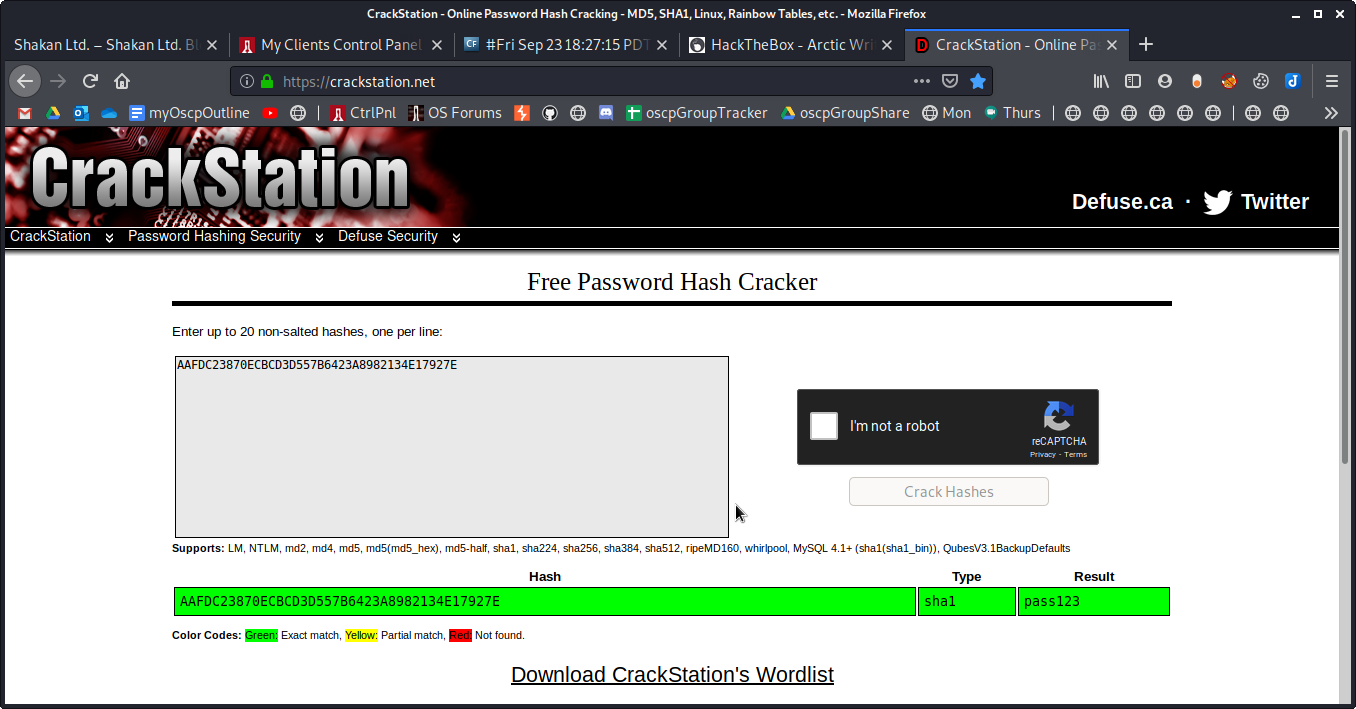 CrackStation - Online Password Hash Cracking - MD5, SHA1, Linux, Rainbow Tables, etc. - Mozilla Firefox
Shakan Ltd. – Shakan Ltd. Bl My Clients Control Panel CF #Fri Sep 23 18:27:15 PDT HackTheBox - Arctic Wri CrackStation - Online Pa
https://crackstation.net
myOscpOutline CtrlPnl OS Forums oscpGroupTracker oscpGroupShare Mon Thurs
CrackStation
Defuse.ca · Twitter
CrackStation Password Hashing Security Defuse Security
Free Password Hash Cracker
Enter up to 20 non-salted hashes, one per line:
AAFDC23870ECBCD3D557B6423A8982134E17927E
I'm not a robot
reCAPTCHA
Privacy - Terms
Crack Hashes
Supports: LM, NTLM, md2, md4, md5, md5(md5_hex), md5-half, sha1, sha224, sha256, sha384, sha512, ripeMD160, whirlpool, MySQL 4.1+ (sha1(sha1_bin)), QubesV3.1BackupDefaults
Hash Type Result
AAFDC23870ECBCD3D557B6423A8982134E17927E sha1 pass123
Color Codes: Green: Exact match, Yellow: Partial match, Red: Not found.
Download CrackStation's Wordlist